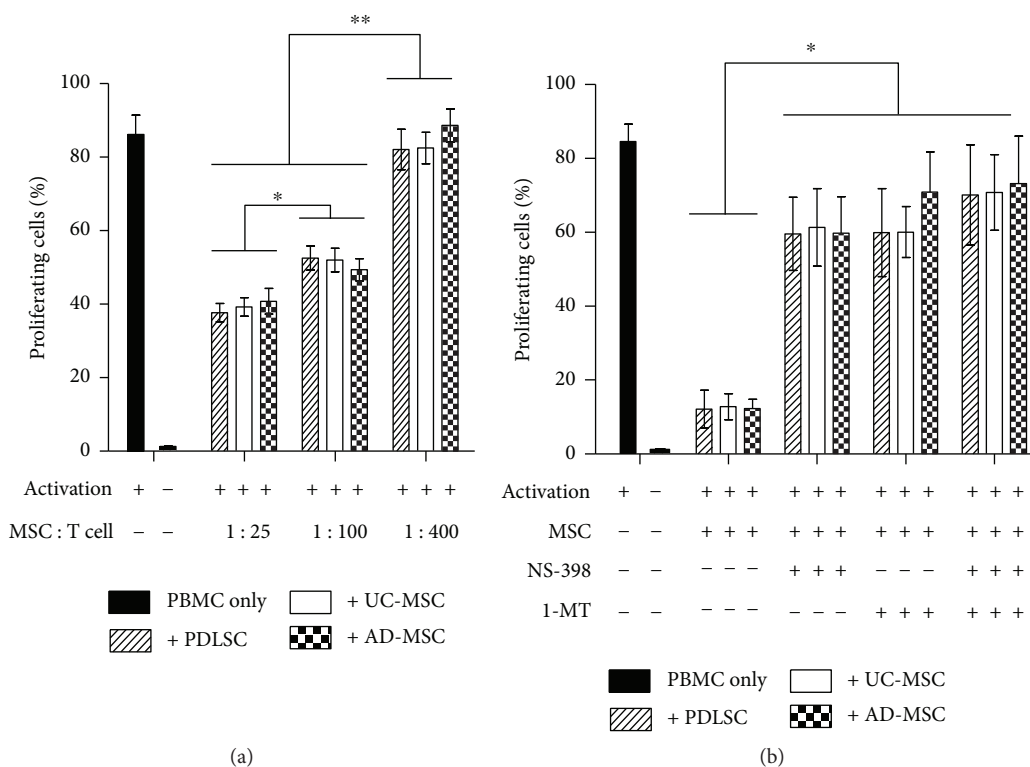 **
*
100
80
60
40
20
0
Proliferating cells (%)
Activation + − + + + + + + + + +
MSC : T cell − − 1 : 25 1 : 100 1 : 400
PBMC only + UC-MSC
+ PDLSC + AD-MSC
(a)
*
100
80
60
40
20
0
Proliferating cells (%)
Activation + − + + + + + + + + + + + +
MSC − − + + + + + + + + + + + +
NS-398 − − − − − + + + − − − + + +
1-MT − − − − − − − − + + + + + +
PBMC only + UC-MSC
+ PDLSC + AD-MSC
(b)